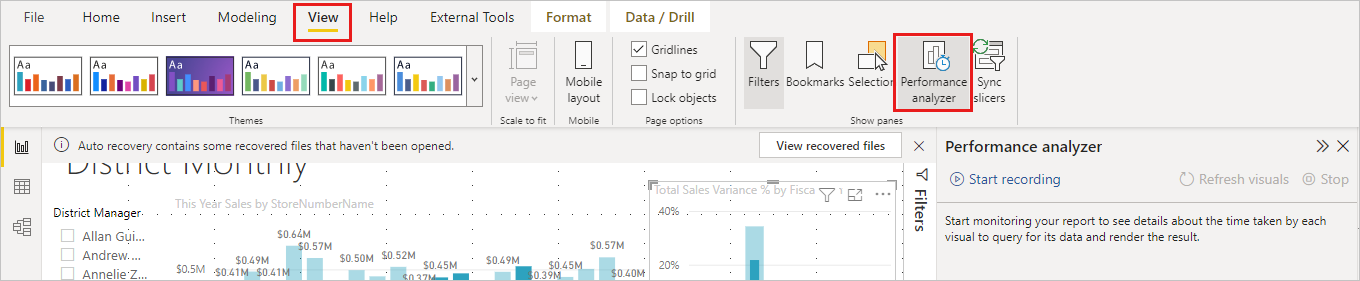 File Home Insert Modeling View Help External Tools Format Data / Drill
Aa Aa Aa Aa Aa Aa
Page view
Mobile layout
Gridlines
Snap to grid
Lock objects
Filters
Bookmarks
Selection
Performance analyzer
Sync slicers
Themes Scale to fit Mobile Page options Show panes
Auto recovery contains some recovered files that haven't been opened.
View recovered files
District Monthly
District Manager
Allan Gui...
Andrew ...
Annelie Z...
This Year Sales by StoreNumberName
$0.64M
$0.57M $0.57M
$0.49M $0.50M $0.52M $0.45M $0.49M $0.45M
$0.5M $0.41M $0.41M $0.37M $0.39M $0.40M
Total Sales Variance % by Fisca
40%
20%
Filters
Performance analyzer
Start recording Refresh visuals Stop
Start monitoring your report to see details about the time taken by each
visual to query for its data and render the result.